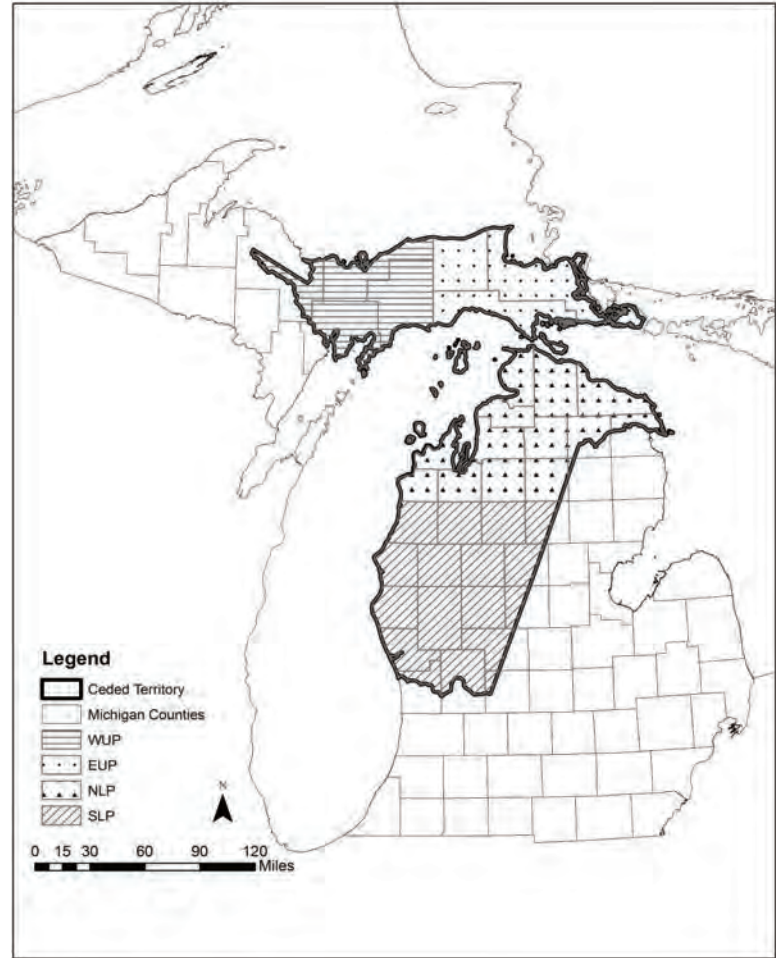 Legend
Ceded Territory
Michigan Counties
WUP
EUP
NLP
SLP
N
0 15 30 60 90 120
Miles